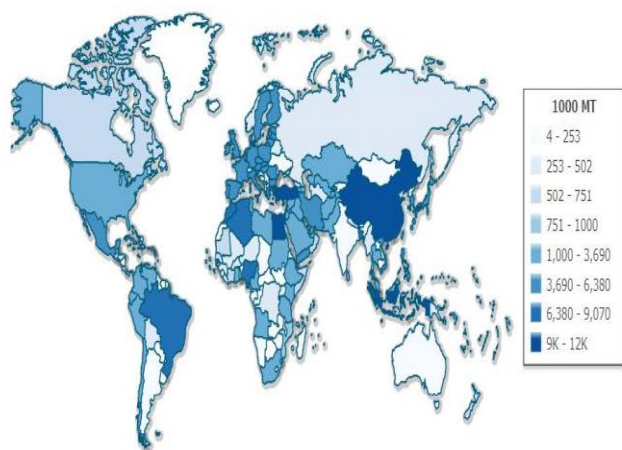 1000 MT
4 - 253
253 - 502
502 - 751
751 - 1000
1,000 - 3,690
3,690 - 6,380
6,380 - 9,070
9K - 12K